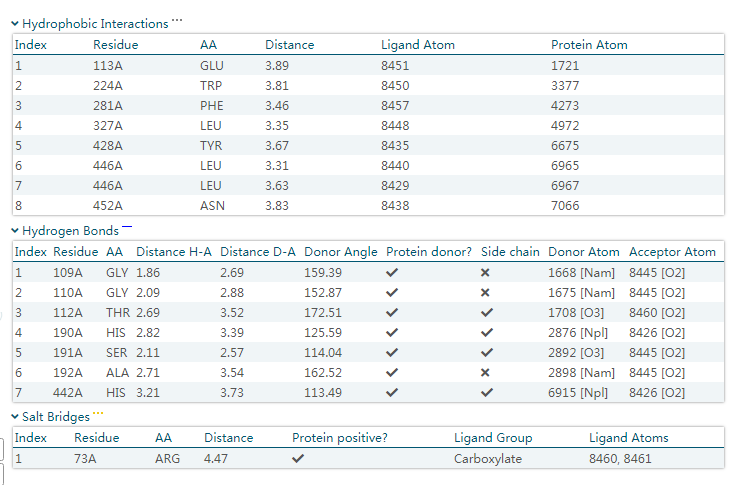 Hydrophobic Interactions ...
Index Residue AA Distance Ligand Atom Protein Atom
1 113A GLU 3.89 8451 1721
2 224A TRP 3.81 8450 3377
3 281A PHE 3.46 8457 4273
4 327A LEU 3.35 8448 4972
5 428A TYR 3.67 8435 6675
6 446A LEU 3.31 8440 6965
7 446A LEU 3.63 8429 6967
8 452A ASN 3.83 8438 7066
Hydrogen Bonds —
Index Residue AA Distance H-A Distance D-A Donor Angle Protein donor? Side chain Donor Atom Acceptor Atom
1 109A GLY 1.86 2.69 159.39 ✔ ✖ 1668 [Nam] 8445 [O2]
2 110A GLY 2.09 2.88 152.87 ✔ ✖ 1675 [Nam] 8445 [O2]
3 112A THR 2.69 3.52 172.51 ✔ ✔ 1708 [O3] 8460 [O2]
4 190A HIS 2.82 3.39 125.59 ✔ ✔ 2876 [Npl] 8426 [O2]
5 191A SER 2.11 2.57 114.04 ✔ ✔ 2892 [O3] 8445 [O2]
6 192A ALA 2.71 3.54 162.52 ✔ ✖ 2898 [Nam] 8445 [O2]
7 442A HIS 3.21 3.73 113.49 ✔ ✔ 6915 [Npl] 8426 [O2]
Salt Bridges ...
Index Residue AA Distance Protein positive? Ligand Group Ligand Atoms
1 73A ARG 4.47 ✔ Carboxylate 8460, 8461